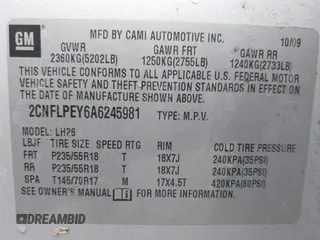 GM
MFD BY CAMI AUTOMOTIVE INC. 10/09
GVWR GAWR FRT GAWR RR
2360KG(5202LB) 1250KG(2755LB) 1240KG(2733LB)
THIS VEHICLE CONFORMS TO ALL APPLICABLE U.S. FEDERAL MOTOR
VEHICLE SAFETY AND THEFT PREVENTION STANDARDS IN EFFECT ON
THE DATE OF MANUFACTURE SHOWN ABOVE.
2CNFLPEY6A6245981 TYPE: M.P.V.
MODEL: LH26
LBJF TIRE SIZE SPEED RTG RIM COLD TIRE PRESSURE
FRT P235/55R18 T 18X7J 240KPA(35PSI)
RR P235/55R18 T 18X7J 240KPA(35PSI)
SPA T145/70R17 M 17X4.5T 420KPA(60PSI)
SEE OWNER'S MANUAL
DREAMBID